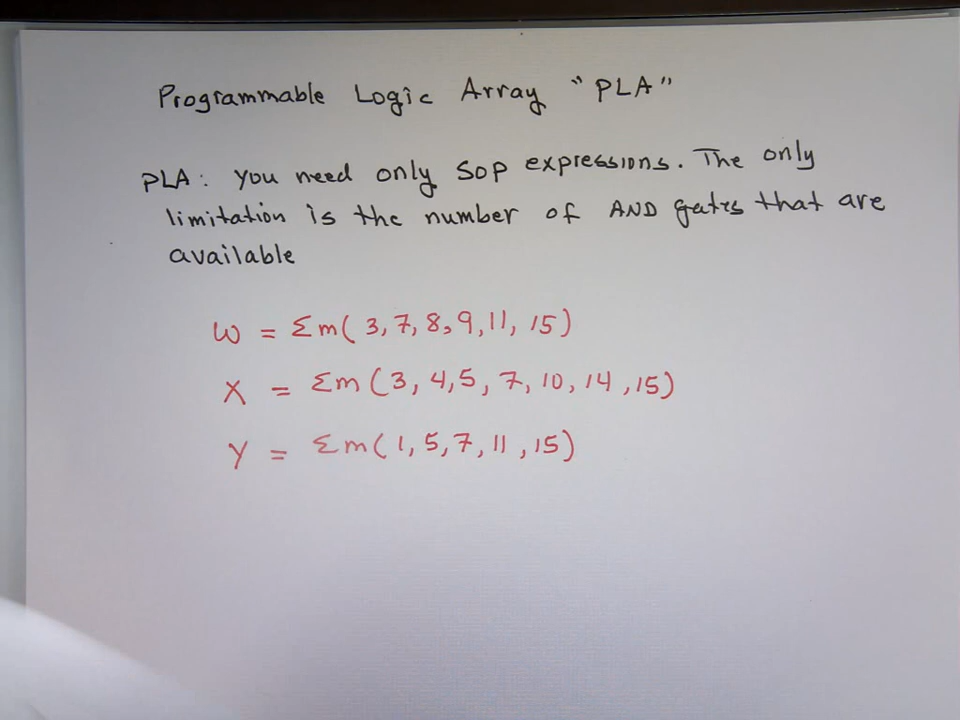 Programmable Logic Array "PLA"
PLA: You need only SOP expressions. The only
limitation is the number of AND gates that are
available
W = Σm( 3, 7, 8, 9, 11, 15)
X = Σm (3, 4, 5, 7, 10, 14, 15)
Y = Σm( 1, 5, 7, 11, 15)